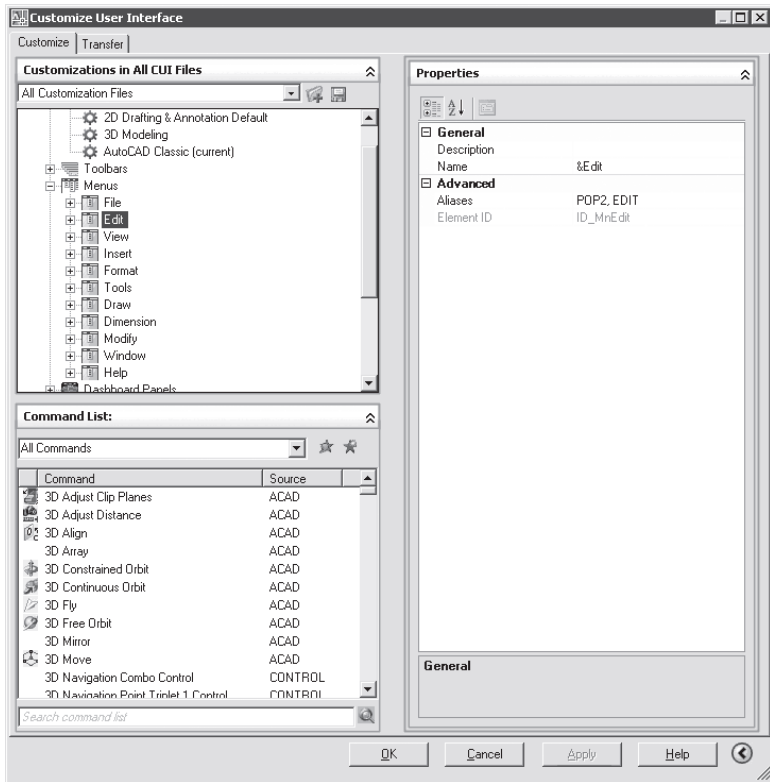 Customize User Interface
Customize Transfer
Customizations in All CUI Files
All Customization Files
2D Drafting & Annotation Default
3D Modeling
AutoCAD Classic (current)
Toolbars
Menus
File
Edit
View
Insert
Format
Tools
Draw
Dimension
Modify
Window
Help
Dashboard Panels
Command List:
All Commands
Command Source
3D Adjust Clip Planes ACAD
3D Adjust Distance ACAD
3D Align ACAD
3D Array ACAD
3D Constrained Orbit ACAD
3D Continuous Orbit ACAD
3D Fly ACAD
3D Free Orbit ACAD
3D Mirror ACAD
3D Move ACAD
3D Navigation Combo Control CONTROL
3D Navigation Point Triplet 1 Control CONTROL
Search command list
Properties
General
Description
Name &Edit
Advanced
Aliases POP2, EDIT
Element ID ID_MnEdit
General
OK Cancel Apply Help